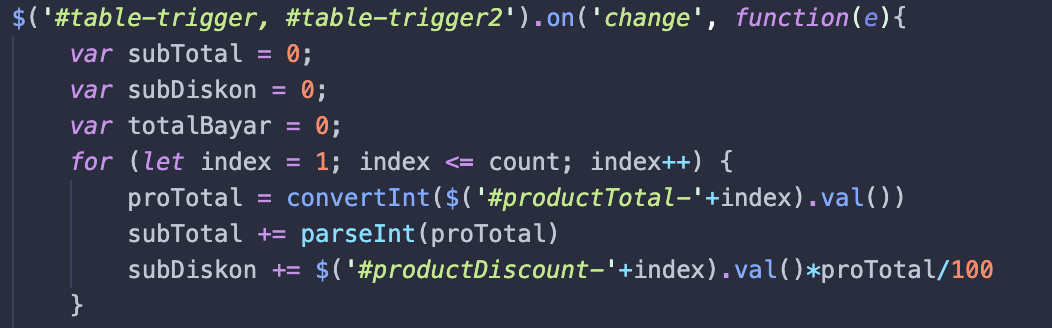 $('#table-trigger, #table-trigger2').on('change', function(e){
    var subTotal = 0;
    var subDiskon = 0;
    var totalBayar = 0;
    for (let index = 1; index <= count; index++) {
        proTotal = convertInt($('#productTotal-'+index).val())
        subTotal += parseInt(proTotal)
        subDiskon += $('#productDiscount-'+index).val()*proTotal/100
    }